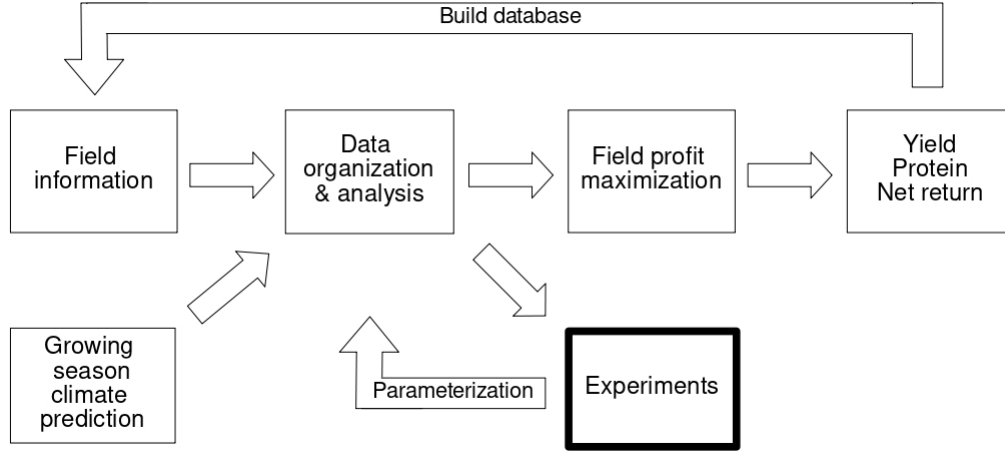 Build database
Field
information
Data
organization
& analysis
Field profit
maximization
Yield
Protein
Net return
Growing
season
climate
prediction
Parameterization
Experiments